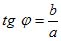 tg φ = b/a